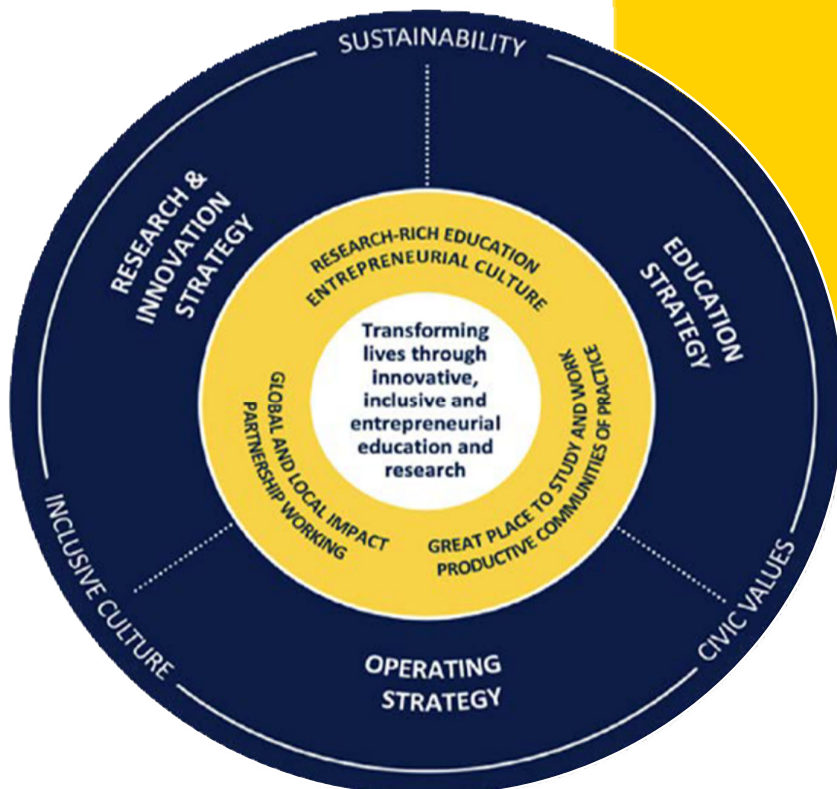 SUSTAINABILITY
RESEARCH &
INNOVATION
STRATEGY
EDUCATION
STRATEGY
RESEARCH-RICH EDUCATION
ENTREPRENEURIAL CULTURE
Transforming
lives through
innovative,
inclusive and
entrepreneurial
education and
research
GLOBAL AND LOCAL IMPACT
PARTNERSHIP WORKING
GREAT PLACE TO STUDY AND WORK
PRODUCTIVE COMMUNITIES OF PRACTICE
INCLUSIVE CULTURE
CIVIC VALUES
OPERATING
STRATEGY